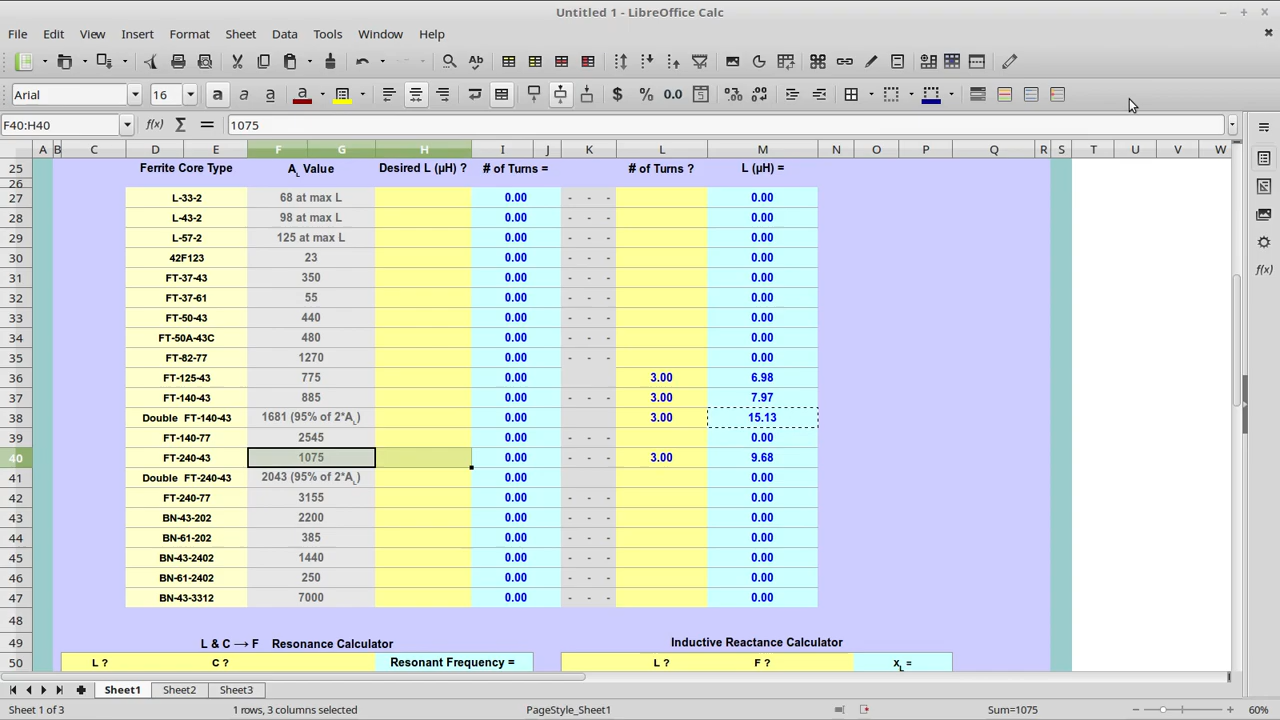 Untitled 1 - LibreOffice Calc
File Edit View Insert Format Sheet Data Tools Window Help
Arial 16
F40:H40 f(x) Σ = 1075
A B C D E F G H I J K L M N O P Q R S T U V W
25 Ferrite Core Type AL Value Desired L (µH) ? # of Turns = # of Turns ? L (µH) =
26
27 L-33-2 68 at max L 0.00 - - - 0.00
28 L-43-2 98 at max L 0.00 - - - 0.00
29 L-57-2 125 at max L 0.00 - - - 0.00
30 42F123 23 0.00 - - - 0.00
31 FT-37-43 350 0.00 - - - 0.00
32 FT-37-61 55 0.00 - - - 0.00
33 FT-50-43 440 0.00 - - - 0.00
34 FT-50A-43C 480 0.00 - - - 0.00
35 FT-82-77 1270 0.00 - - - 0.00
36 FT-125-43 775 0.00 3.00 6.98
37 FT-140-43 885 0.00 - - - 3.00 7.97
38 Double FT-140-43 1681 (95% of 2*AL) 0.00 3.00 15.13
39 FT-140-77 2545 0.00 - - - 0.00
40 FT-240-43 1075 0.00 - - - 3.00 9.68
41 Double FT-240-43 2043 (95% of 2*AL) 0.00 0.00
42 FT-240-77 3155 0.00 - - - 0.00
43 BN-43-202 2200 0.00 - - - 0.00
44 BN-61-202 385 0.00 - - - 0.00
45 BN-43-2402 1440 0.00 - - - 0.00
46 BN-61-2402 250 0.00 - - - 0.00
47 BN-43-3312 7000 0.00 - - - 0.00
48
49 L & C → F Resonance Calculator Inductive Reactance Calculator
50 L ? C ? Resonant Frequency = L ? F ? XL =
Sheet1 Sheet2 Sheet3
Sheet 1 of 3 1 rows, 3 columns selected PageStyle_Sheet1 Sum=1075 60%